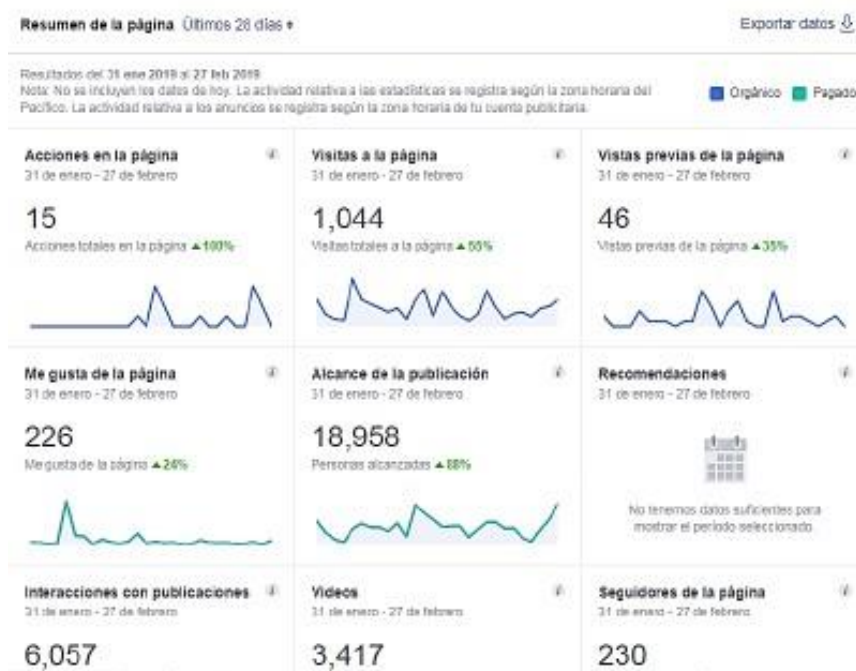 Resumen de la página Últimos 28 días
Exportar datos
Resultados del 31 ene 2019 al 27 feb 2019
Nota: No se incluyen los datos de hoy. La actividad relativa a las estadísticas se registra según la zona horaria del
Pacífico. La actividad relativa a los anuncios se registra según la zona horaria de tu cuenta publicitaria.
Orgánico Pagado
Acciones en la página
31 de enero - 27 de febrero
15
Acciones totales en la página ▲100%
Visitas a la página
31 de enero - 27 de febrero
1,044
Visitas totales a la página ▲55%
Vistas previas de la página
31 de enero - 27 de febrero
46
Vistas previas de la página ▲35%
Me gusta de la página
31 de enero - 27 de febrero
226
Me gusta de la página ▲24%
Alcance de la publicación
31 de enero - 27 de febrero
18,958
Personas alcanzadas ▲88%
Recomendaciones
31 de enero - 27 de febrero
No tenemos datos suficientes para
mostrar el período seleccionado.
Interacciones con publicaciones
31 de enero - 27 de febrero
6,057
Videos
31 de enero - 27 de febrero
3,417
Seguidores de la página
31 de enero - 27 de febrero
230